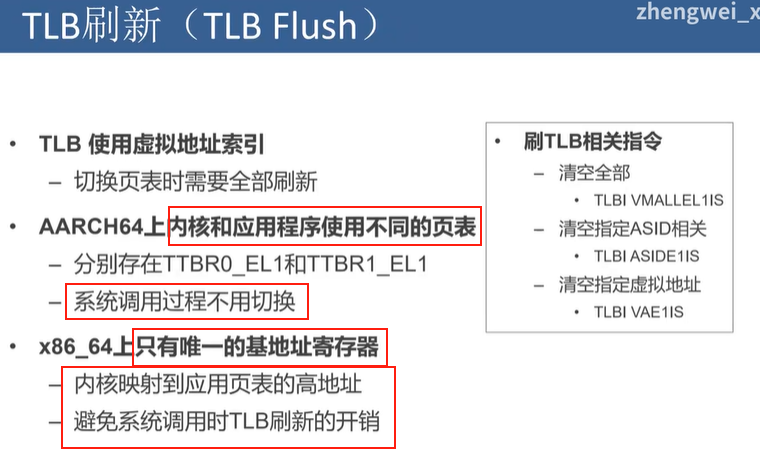 TLB刷新（TLB Flush）
zhengwei_x
• TLB 使用虚拟地址索引
– 切换页表时需要全部刷新
• AARCH64上内核和应用程序使用不同的页表
– 分别存在TTBR0_EL1和TTBR1_EL1
– 系统调用过程不用切换
• x86_64上只有唯一的基地址寄存器
– 内核映射到应用页表的高地址
– 避免系统调用时TLB刷新的开销
• 刷TLB相关指令
– 清空全部
• TLBI VMALLEL1IS
– 清空指定ASID相关
• TLBI ASIDE1IS
– 清空指定虚拟地址
• TLBI VAE1IS